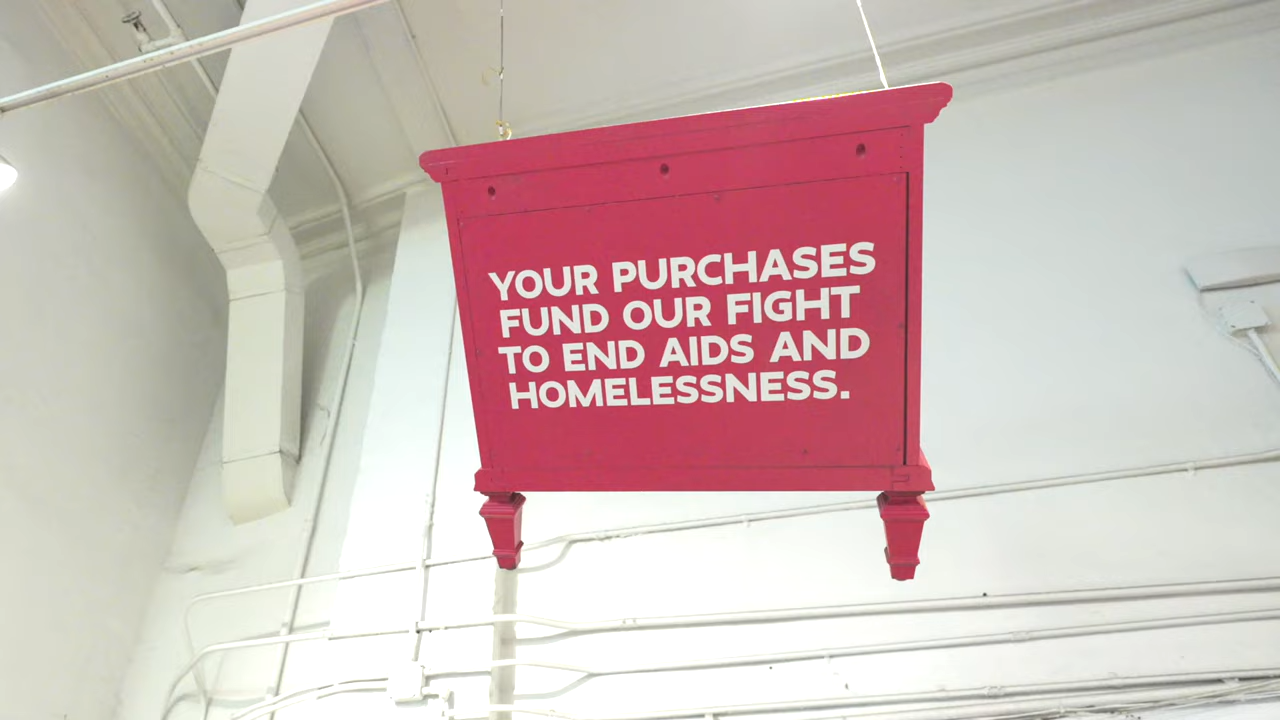 YOUR PURCHASES
FUND OUR FIGHT
TO END AIDS AND
HOMELESSNESS.